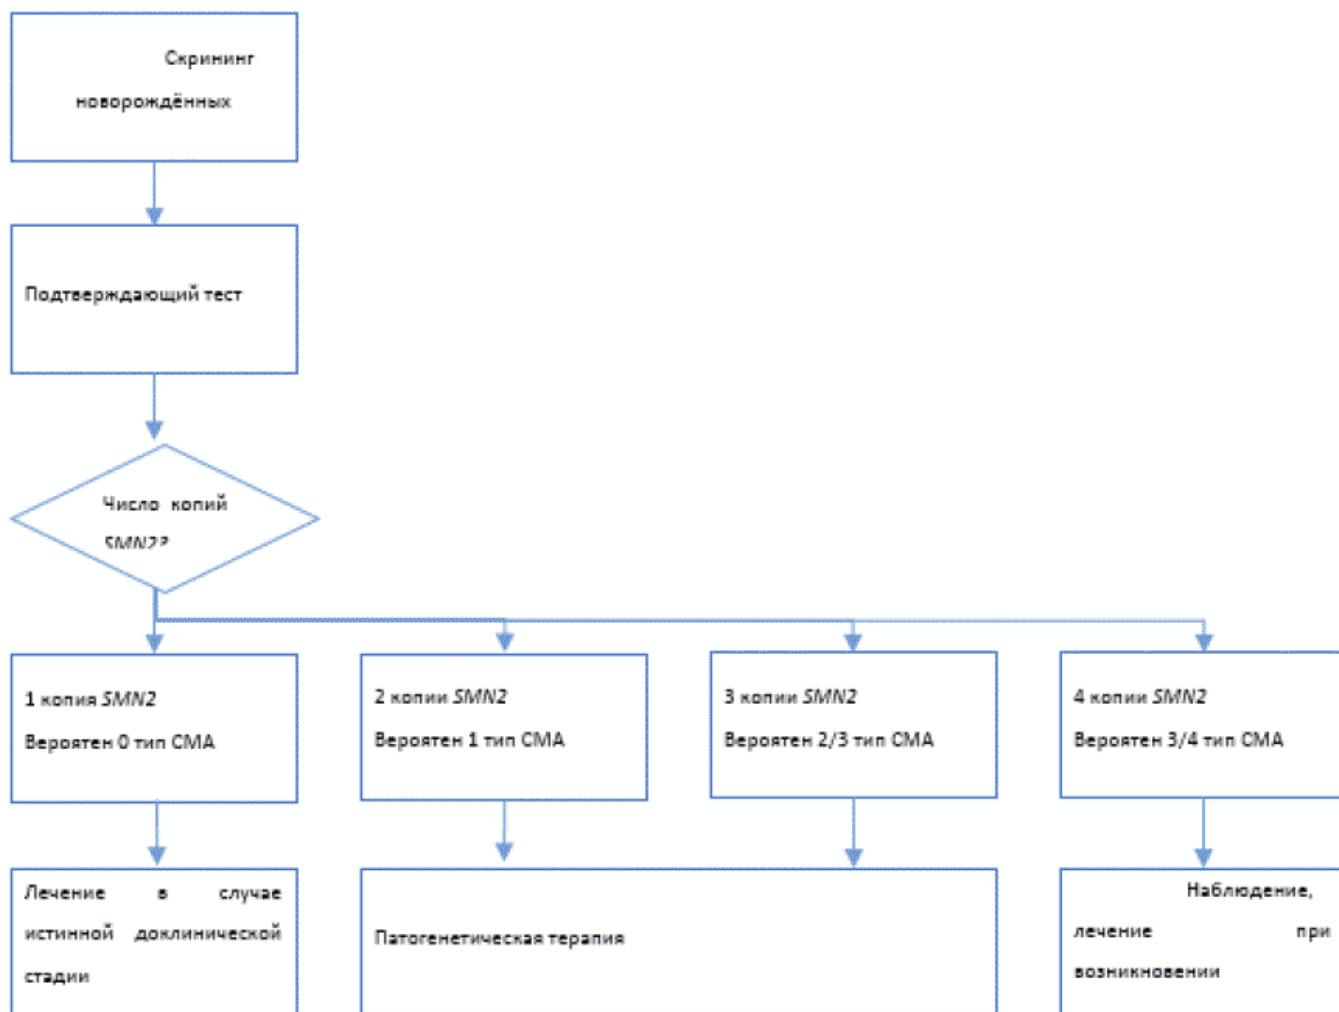 Скрининг
новорождённых
Подтверждающий тест
Число копий
SMN2?
1 копия SMN2
Вероятен 0 тип СМА
2 копии SMN2
Вероятен 1 тип СМА
3 копии SMN2
Вероятен 2/3 тип СМА
4 копии SMN2
Вероятен 3/4 тип СМА
Лечение в случае
истинной доклинической
стадии
Патогенетическая терапия
Наблюдение,
лечение при
возникновении